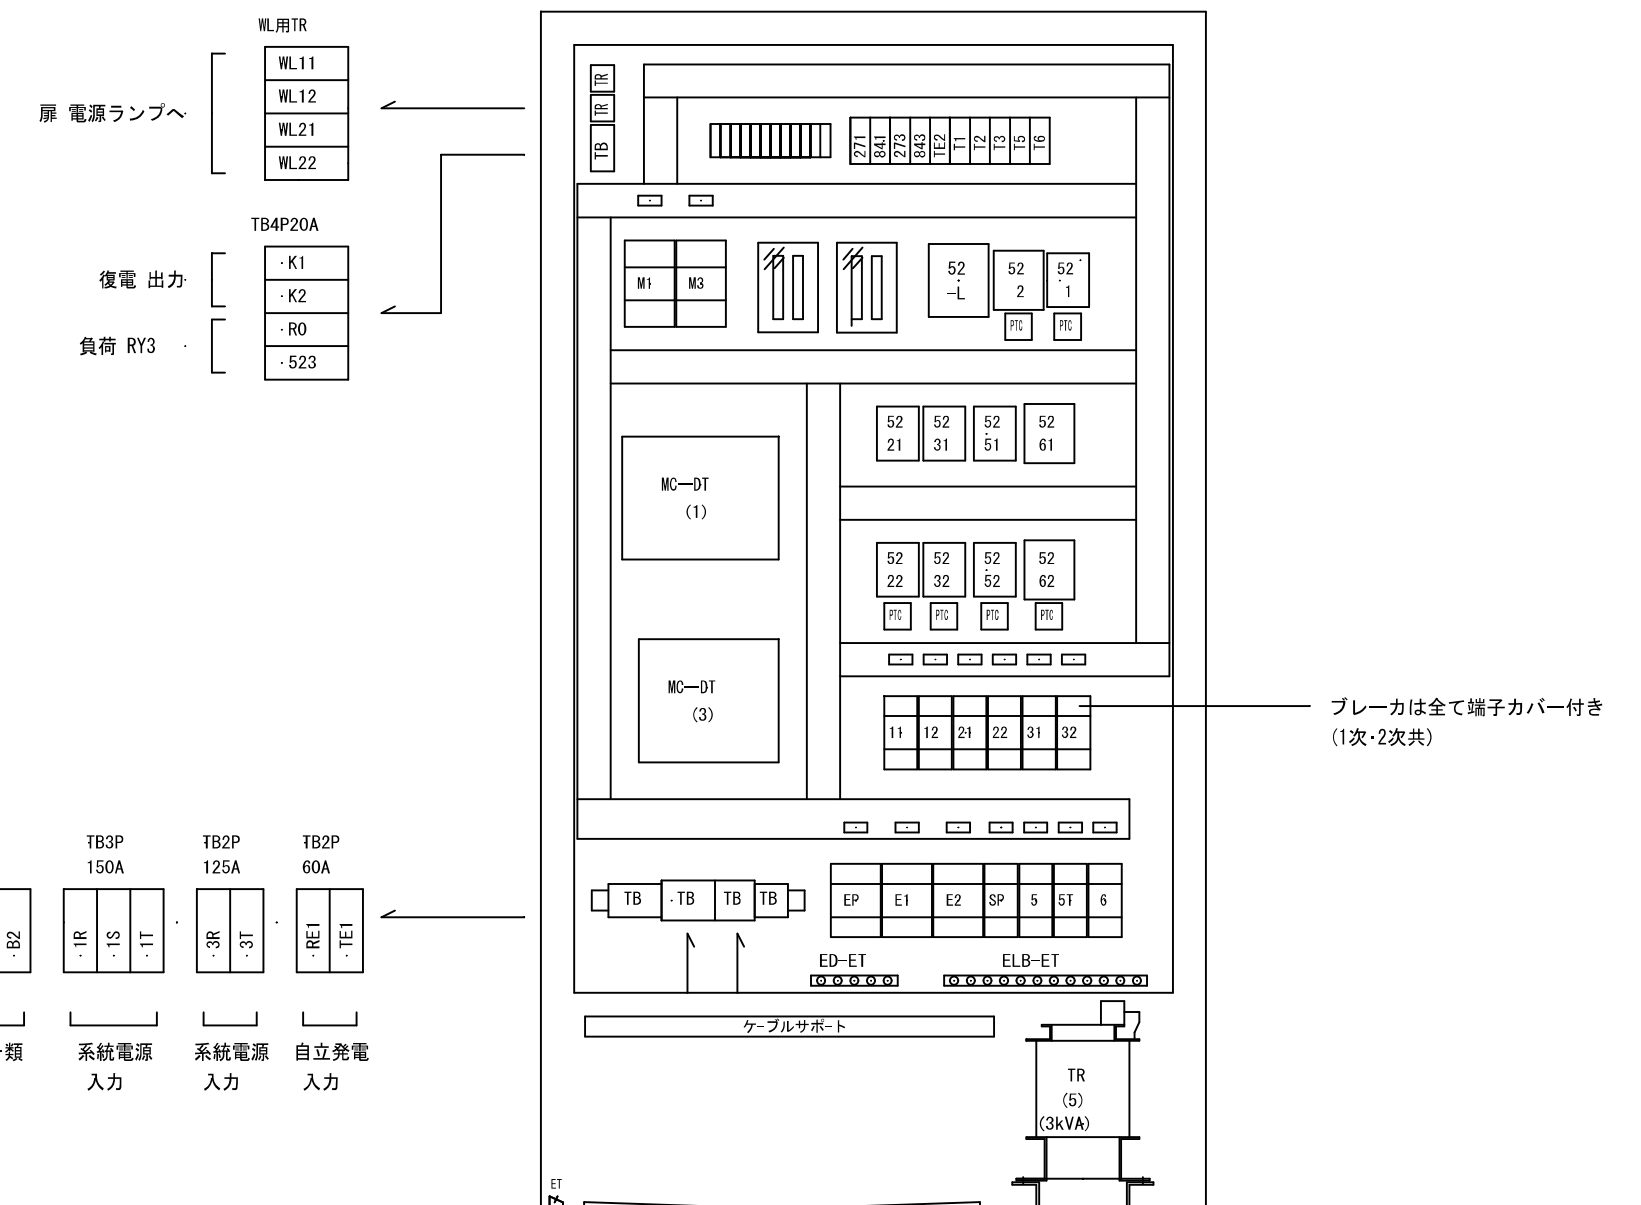 WL用TR
WL11
WL12
WL21
WL22
扉 電源ランプへ
TB4P20A
K1
K2
R0
523
復電 出力
負荷 RY3
TR
TR
TB
271
841
273
843
TE2
T1
T2
T3
T5
T6
M1
M3
52
-L
52
2
52
1
PTC
PTC
MC-DT
(1)
52
21
52
31
52
51
52
61
52
22
52
32
52
52
52
62
PTC
PTC
PTC
PTC
MC-DT
(3)
11
12
21
22
31
32
ブレーカは全て端子カバー付き
(1次・2次共)
TB3P
150A
TB2P
125A
TB2P
60A
B2
1R
1S
1T
3R
3T
RE1
TE1
類
系統電源
入力
系統電源
入力
自立発電
入力
TB
TB
TB
TB
EP
E1
E2
SP
5
5T
6
ED-ET
ELB-ET
ケーブルサポート
TR
(5)
(3kVA)
ET